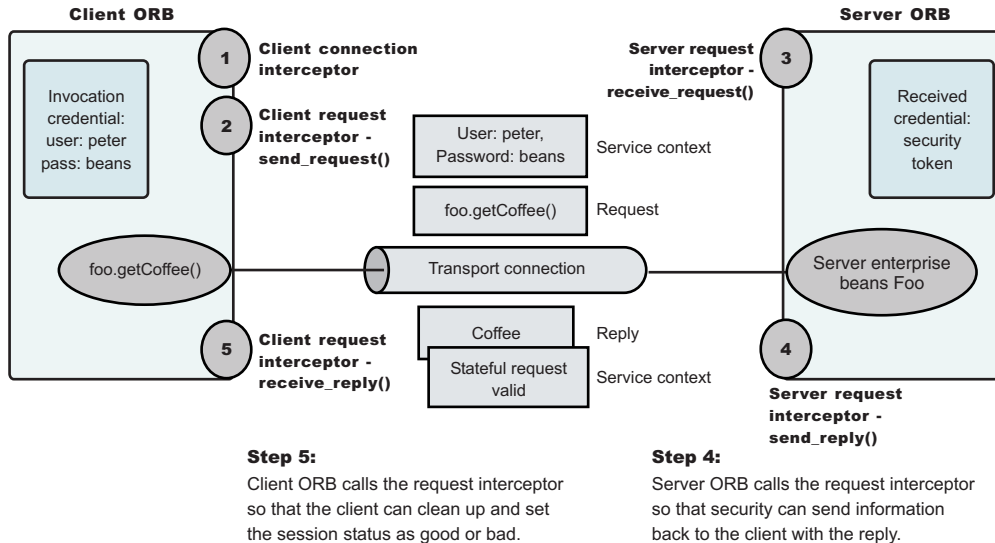 Client ORB
Server ORB
1
Client connection
interceptor
Invocation
credential:
user: peter
pass: beans
2
Client request
interceptor -
send_request()
User: peter,
Password: beans
Service context
foo.getCoffee()
Request
Server request
interceptor -
receive_request()
3
Received
credential:
security
token
foo.getCoffee()
Transport connection
Server enterprise
beans Foo
5
Client request
interceptor -
receive_reply()
Coffee
Reply
Stateful request
valid
Service context
4
Server request
interceptor -
send_reply()
Step 5:
Client ORB calls the request interceptor
so that the client can clean up and set
the session status as good or bad.
Step 4:
Server ORB calls the request interceptor
so that security can send information
back to the client with the reply.